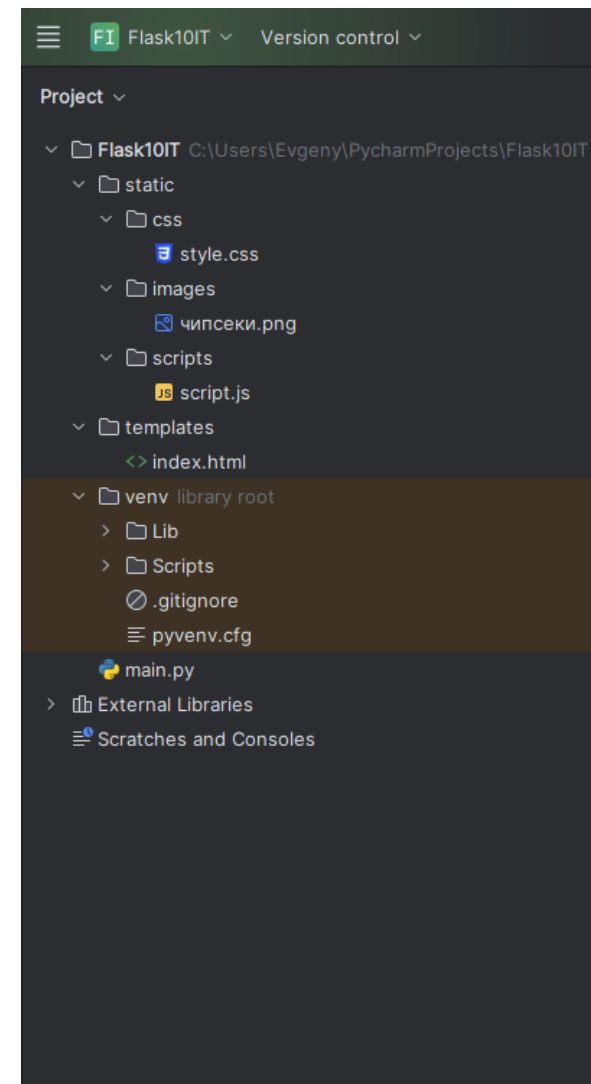 FI Flask10IT Version control
Project
Flask10IT C:\Users\Evgeny\PycharmProjects\Flask10IT
static
css
style.css
images
чипсеки.png
scripts
JS script.js
templates
<> index.html
venv library root
Lib
Scripts
.gitignore
pyvenv.cfg
main.py
External Libraries
Scratches and Consoles